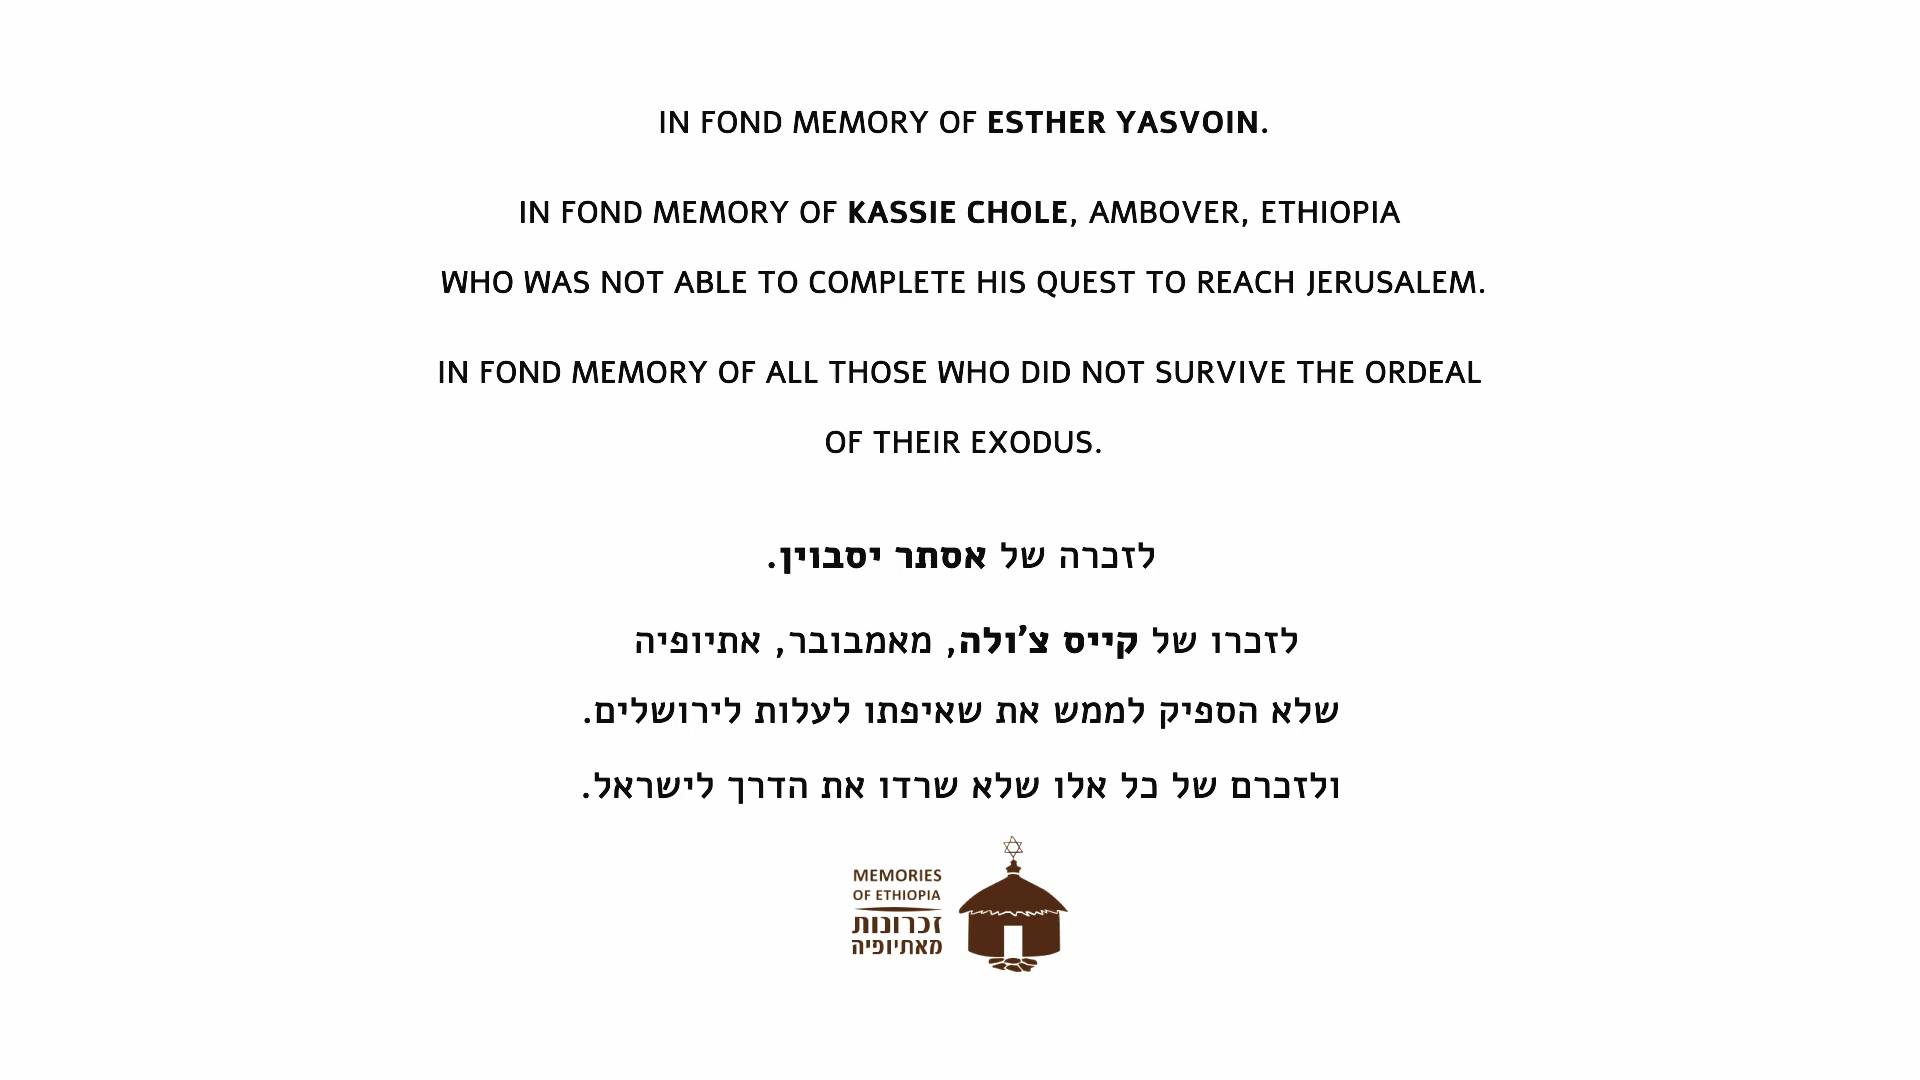 IN FOND MEMORY OF ESTHER YASVOIN.
IN FOND MEMORY OF KASSIE CHOLE, AMBOVER, ETHIOPIA
WHO WAS NOT ABLE TO COMPLETE HIS QUEST TO REACH JERUSALEM.
IN FOND MEMORY OF ALL THOSE WHO DID NOT SURVIVE THE ORDEAL
OF THEIR EXODUS.
לזכרה של אסתר יסבוין.
לזכרו של קייס צ'ולה, מאמבובר, אתיופיה
שלא הספיק לממש את שאיפתו לעלות לירושלים.
ולזכרם של כל אלו שלא שרדו את הדרך לישראל.
MEMORIES
OF ETHIOPIA
זכרונות
מאתיופיה